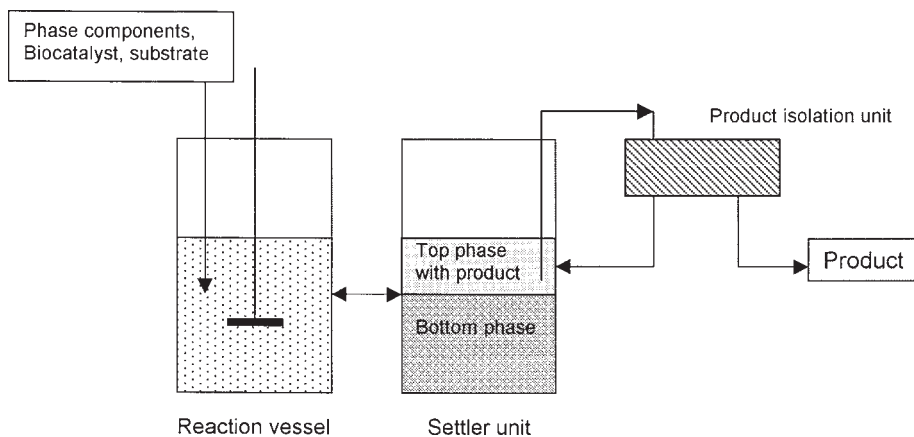 Phase components,
Biocatalyst, substrate
Product isolation unit
Top phase
with product
Product
Bottom phase
Reaction vessel
Settler unit